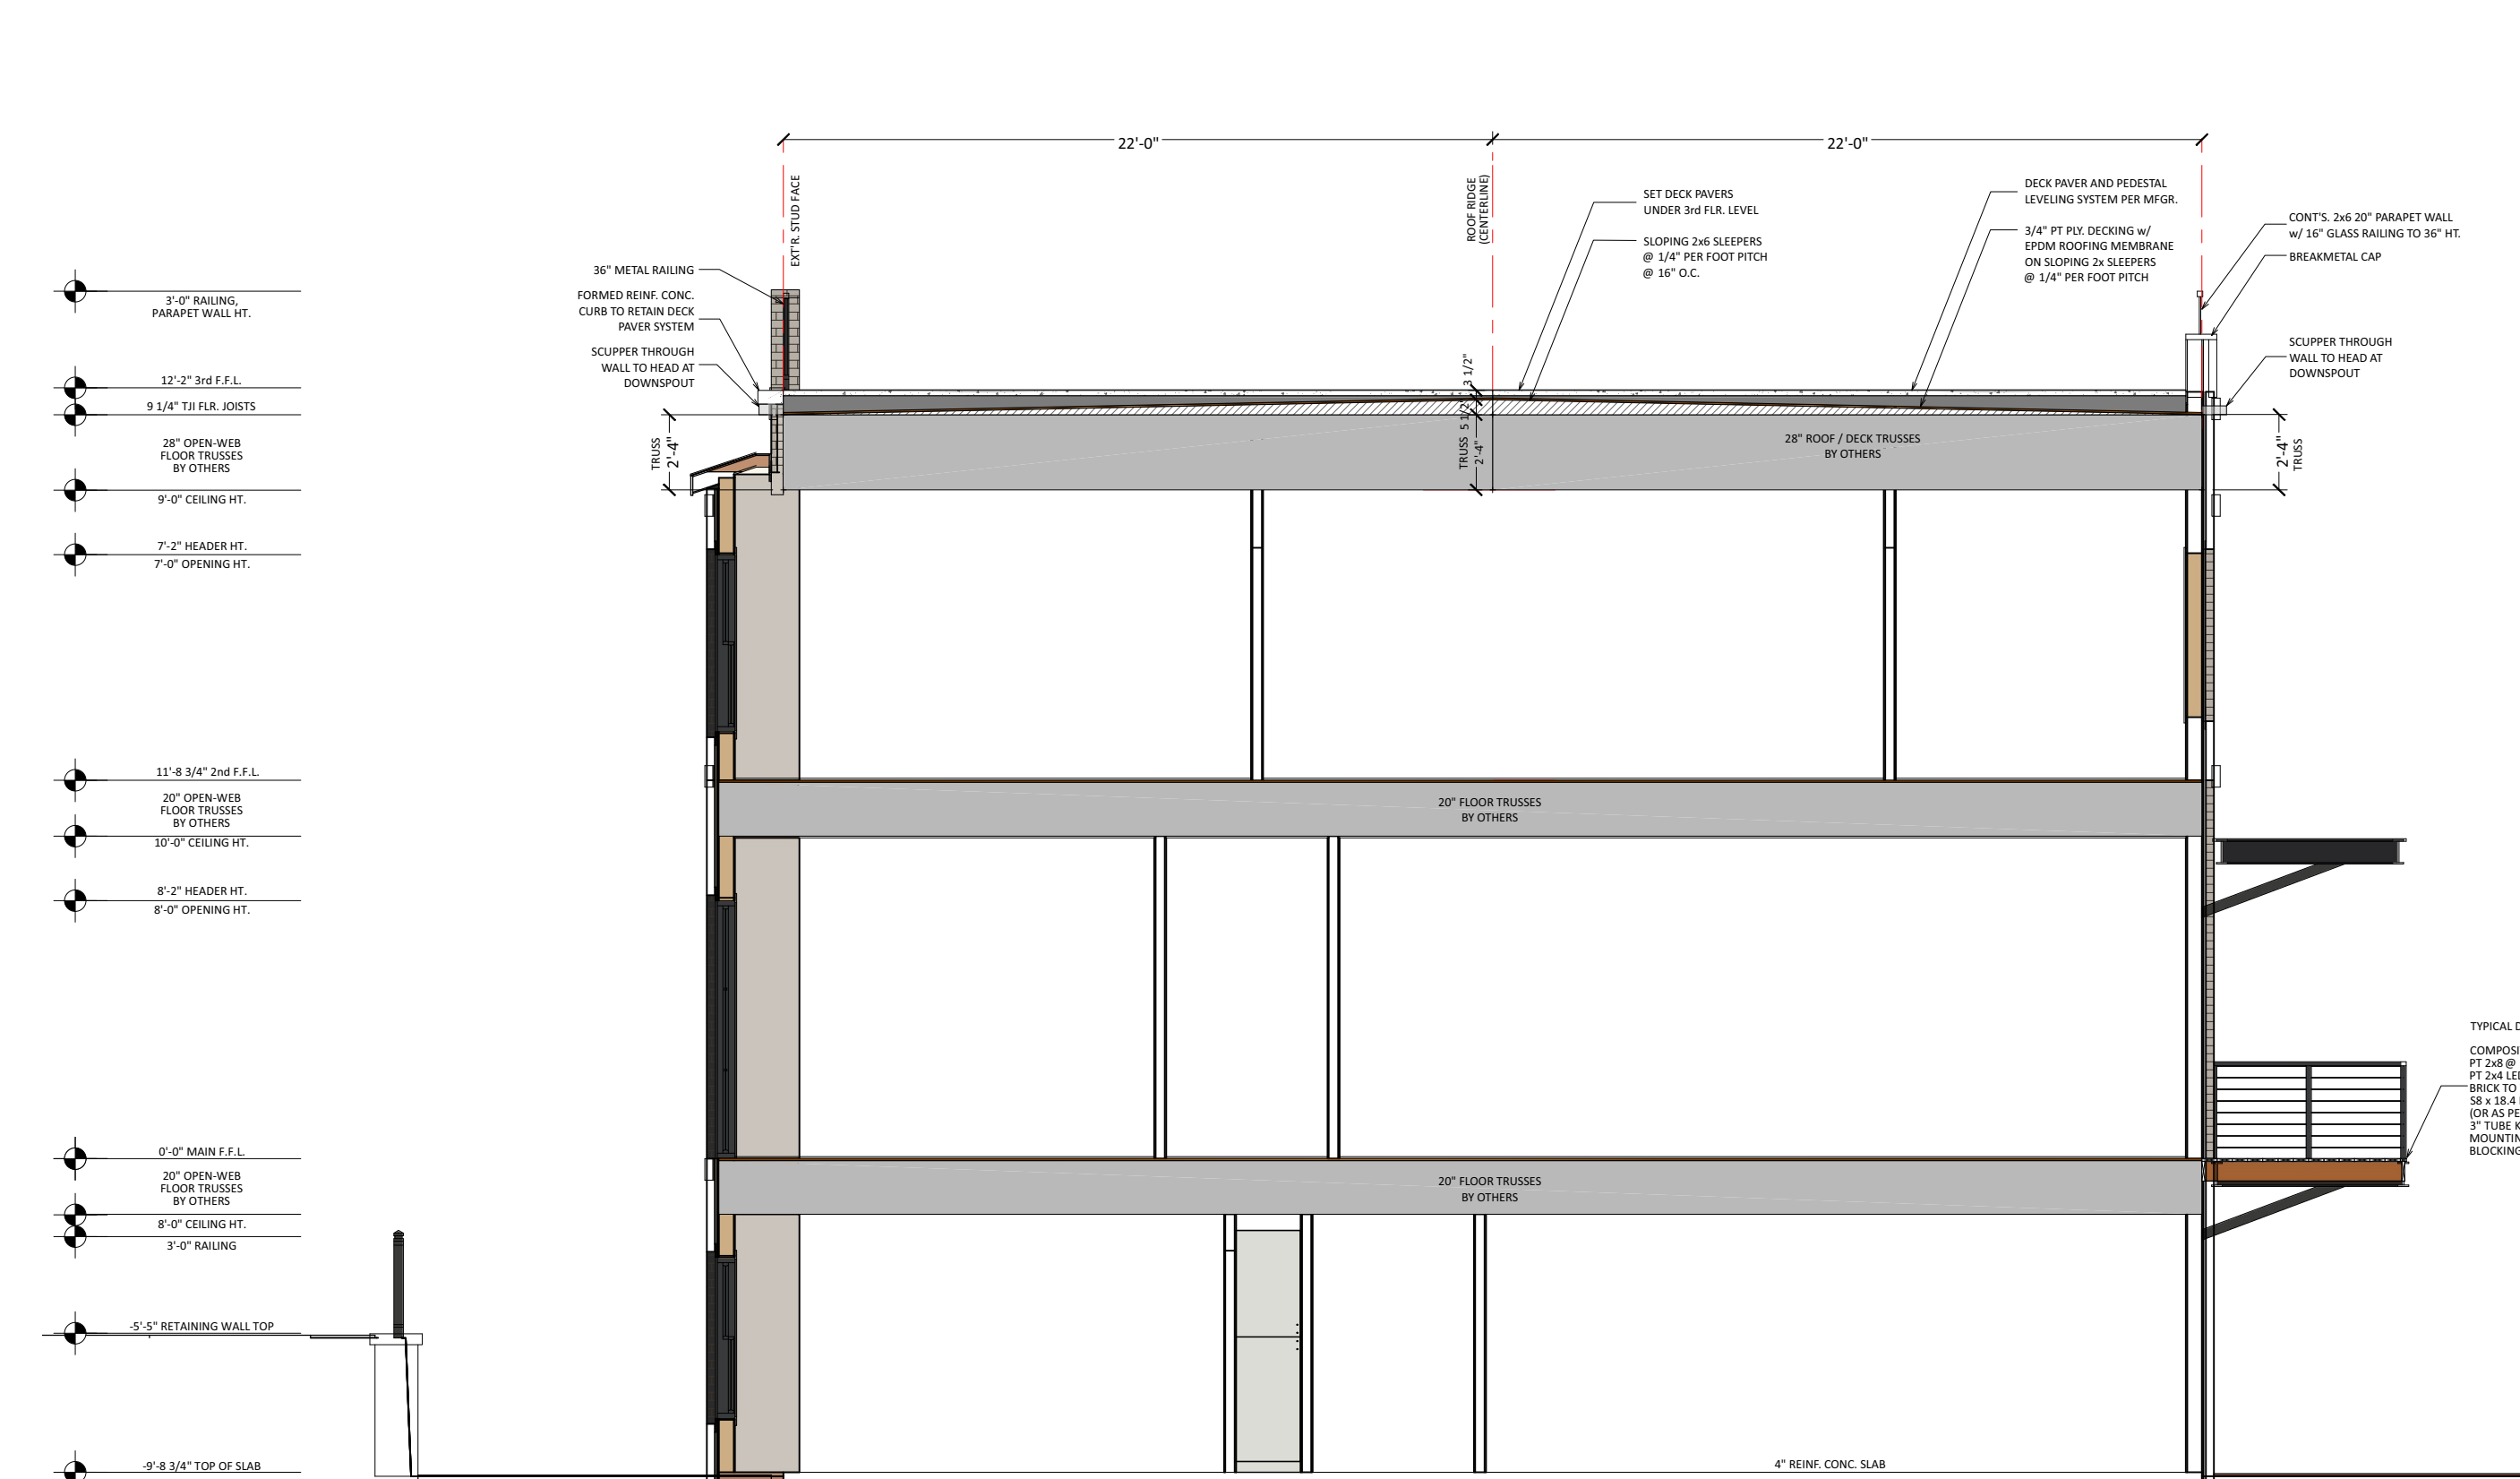 22'-0"
22'-0"
EXT'R. STUD FACE
ROOF RIDGE
(CENTERLINE)
SET DECK PAVERS
UNDER 3rd FLR. LEVEL
SLOPING 2x6 SLEEPERS
@ 1/4" PER FOOT PITCH
@ 16" O.C.
DECK PAVER AND PEDESTAL
LEVELING SYSTEM PER MFGR.
3/4" PT PLY. DECKING w/
EPDM ROOFING MEMBRANE
ON SLOPING 2x SLEEPERS
@ 1/4" PER FOOT PITCH
CONT'S. 2x6 20" PARAPET WALL
w/ 16" GLASS RAILING TO 36" HT.
BREAKMETAL CAP
SCUPPER THROUGH
WALL TO HEAD AT
DOWNSPOUT
36" METAL RAILING
FORMED REINF. CONC.
CURB TO RETAIN DECK
PAVER SYSTEM
SCUPPER THROUGH
WALL TO HEAD AT
DOWNSPOUT
3'-0" RAILING,
PARAPET WALL HT.
12'-2" 3rd F.F.L.
9 1/4" TJI FLR. JOISTS
28" OPEN-WEB
FLOOR TRUSSES
BY OTHERS
9'-0" CEILING HT.
7'-2" HEADER HT.
7'-0" OPENING HT.
TRUSS
2'-4"
3 1/2"
5 1/2"
TRUSS
2'-4"
28" ROOF / DECK TRUSSES
BY OTHERS
2'-4"
TRUSS
11'-8 3/4" 2nd F.F.L.
20" OPEN-WEB
FLOOR TRUSSES
BY OTHERS
10'-0" CEILING HT.
20" FLOOR TRUSSES
BY OTHERS
8'-2" HEADER HT.
8'-0" OPENING HT.
TYPICAL D
COMPOSI
PT 2x8 @
PT 2x4 LED
BRICK TO
S8 x 18.4
(OR AS PE
3" TUBE K
MOUNTIN
BLOCKING
0'-0" MAIN F.F.L.
20" OPEN-WEB
FLOOR TRUSSES
BY OTHERS
8'-0" CEILING HT.
3'-0" RAILING
20" FLOOR TRUSSES
BY OTHERS
-5'-5" RETAINING WALL TOP
-9'-8 3/4" TOP OF SLAB
4" REINF. CONC. SLAB